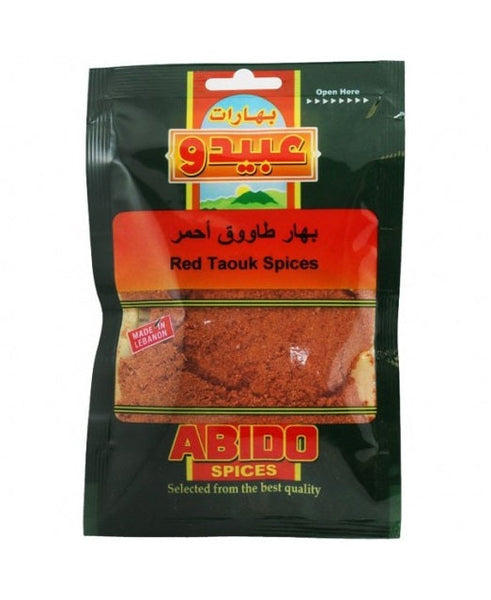 Open Here
بهارات
عبيدو
بهار طاووق أحمر
Red Taouk Spices
MADE IN
LEBANON
ABIDO
SPICES
Selected from the best quality